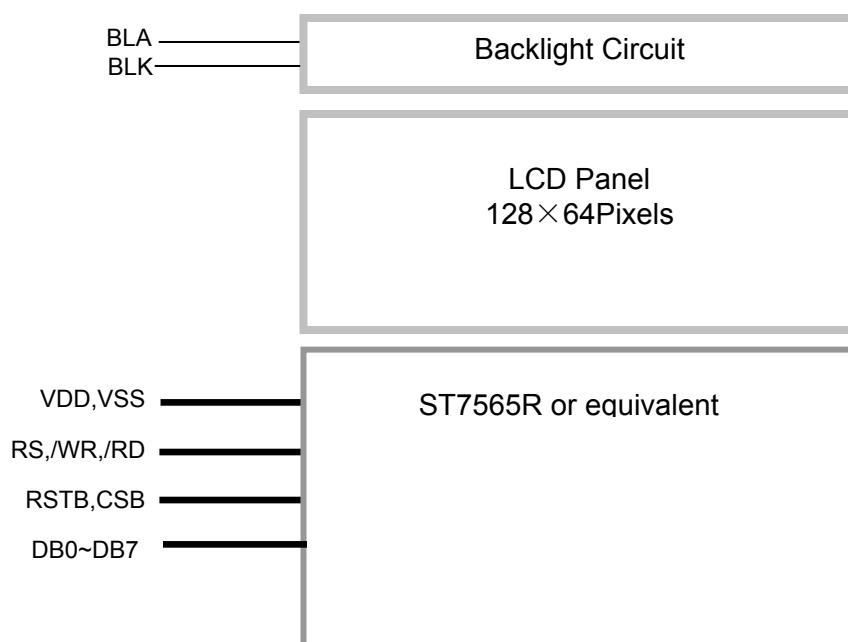 BLA
BLK
Backlight Circuit
LCD Panel
128×64Pixels
VDD,VSS
RS,/WR,/RD
RSTB,CSB
DB0~DB7
ST7565R or equivalent